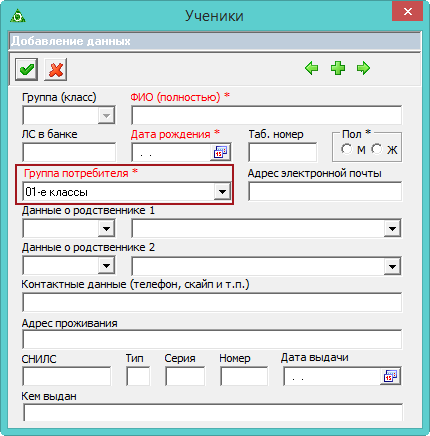 Ученики
Добавление данных
Группа (класс) ФИО (полностью) *
ЛС в банке Дата рождения * Таб. номер Пол *
. . 15 М Ж
Группа потребителя * Адрес электронной почты
01-е классы
Данные о родственнике 1
Данные о родственнике 2
Контактные данные (телефон, скайп и т.п.)
Адрес проживания
СНИЛС Тип Серия Номер Дата выдачи
. . 15
Кем выдан